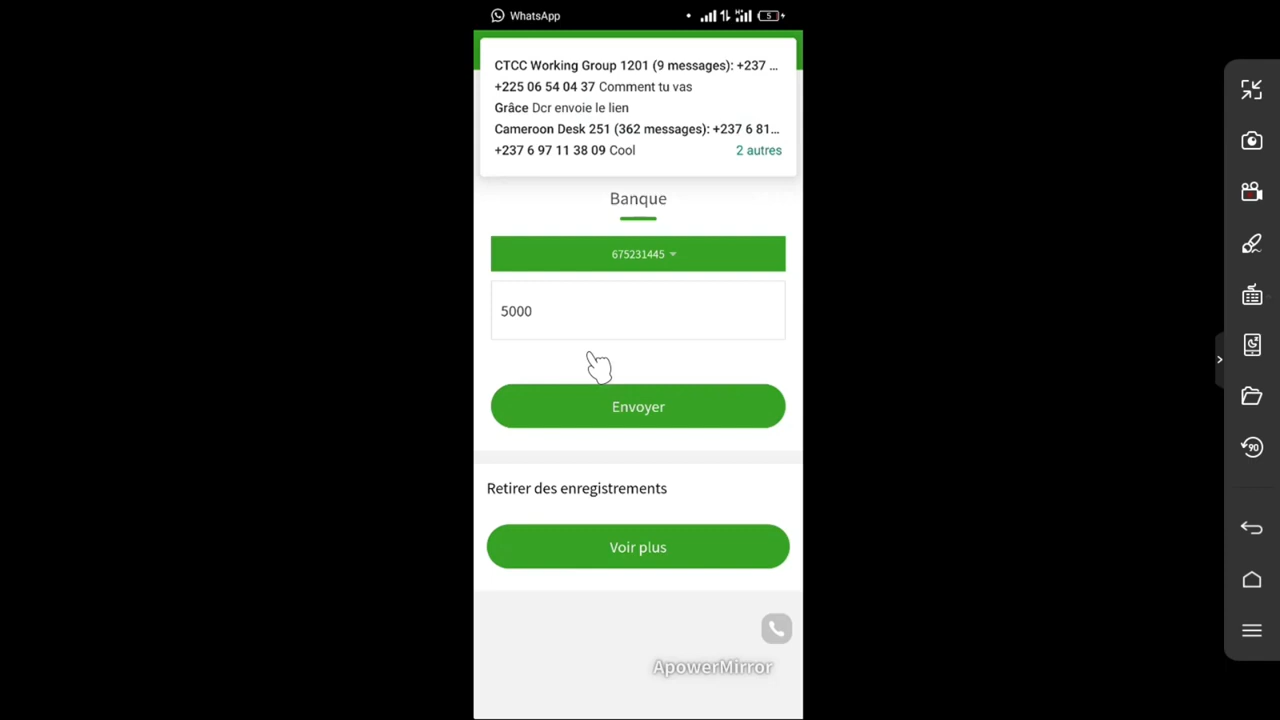 WhatsApp
5
CTCC Working Group 1201 (9 messages): +237 ...
+225 06 54 04 37 Comment tu vas
Grâce Dcr envoie le lien
Cameroon Desk 251 (362 messages): +237 6 81...
+237 6 97 11 38 09 Cool
2 autres
Banque
675231445
5000
Envoyer
Retirer des enregistrements
Voir plus
ApowerMirror
90